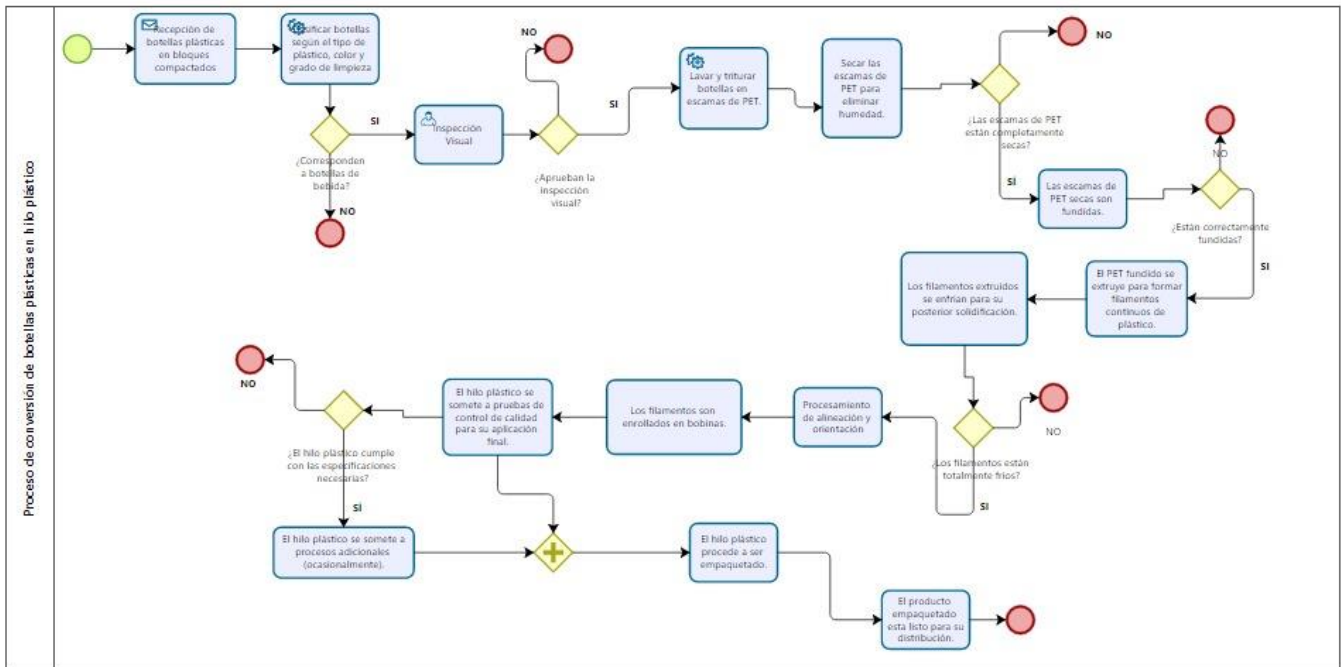 Proceso de conversión de botellas plásticas en hilo plástico
Recepción de
botellas plásticas
en bloques
compactados
botellas
según el tipo de
plástico, color y
grado de limpieza
¿Corresponden
a botellas de
bebida?
SI
NO
Inspección
Visual
¿Aprueban la
inspección
visual?
NO
SI
Lavar y triturar
botellas en
escamas de PET.
Secar las
escamas de
PET para
eliminar
humedad.
¿Las escamas de PET
están completamente
secas?
NO
SÍ
Las escamas de
PET secas son
fundidas.
¿Están correctamente
fundidas?
NO
SI
El PET fundido se
extruye para formar
filamentos
continuos de
plástico.
Los filamentos extruidos
se enfrían para su
posterior solidificación.
¿Los filamentos están
totalmente fríos?
NO
SI
Procesamiento
de alineación y
orientación
Los filamentos son
enrollados en bobinas.
El hilo plástico se
somete a pruebas de
control de calidad
para su aplicación
final.
¿El hilo plástico cumple
con las especificaciones
necesarias?
NO
SÍ
El hilo plástico se somete a
procesos adicionales
(ocasionalmente).
El hilo plástico
procede a ser
empaquetado.
El producto
empaquetado
esta listo para su
distribución.